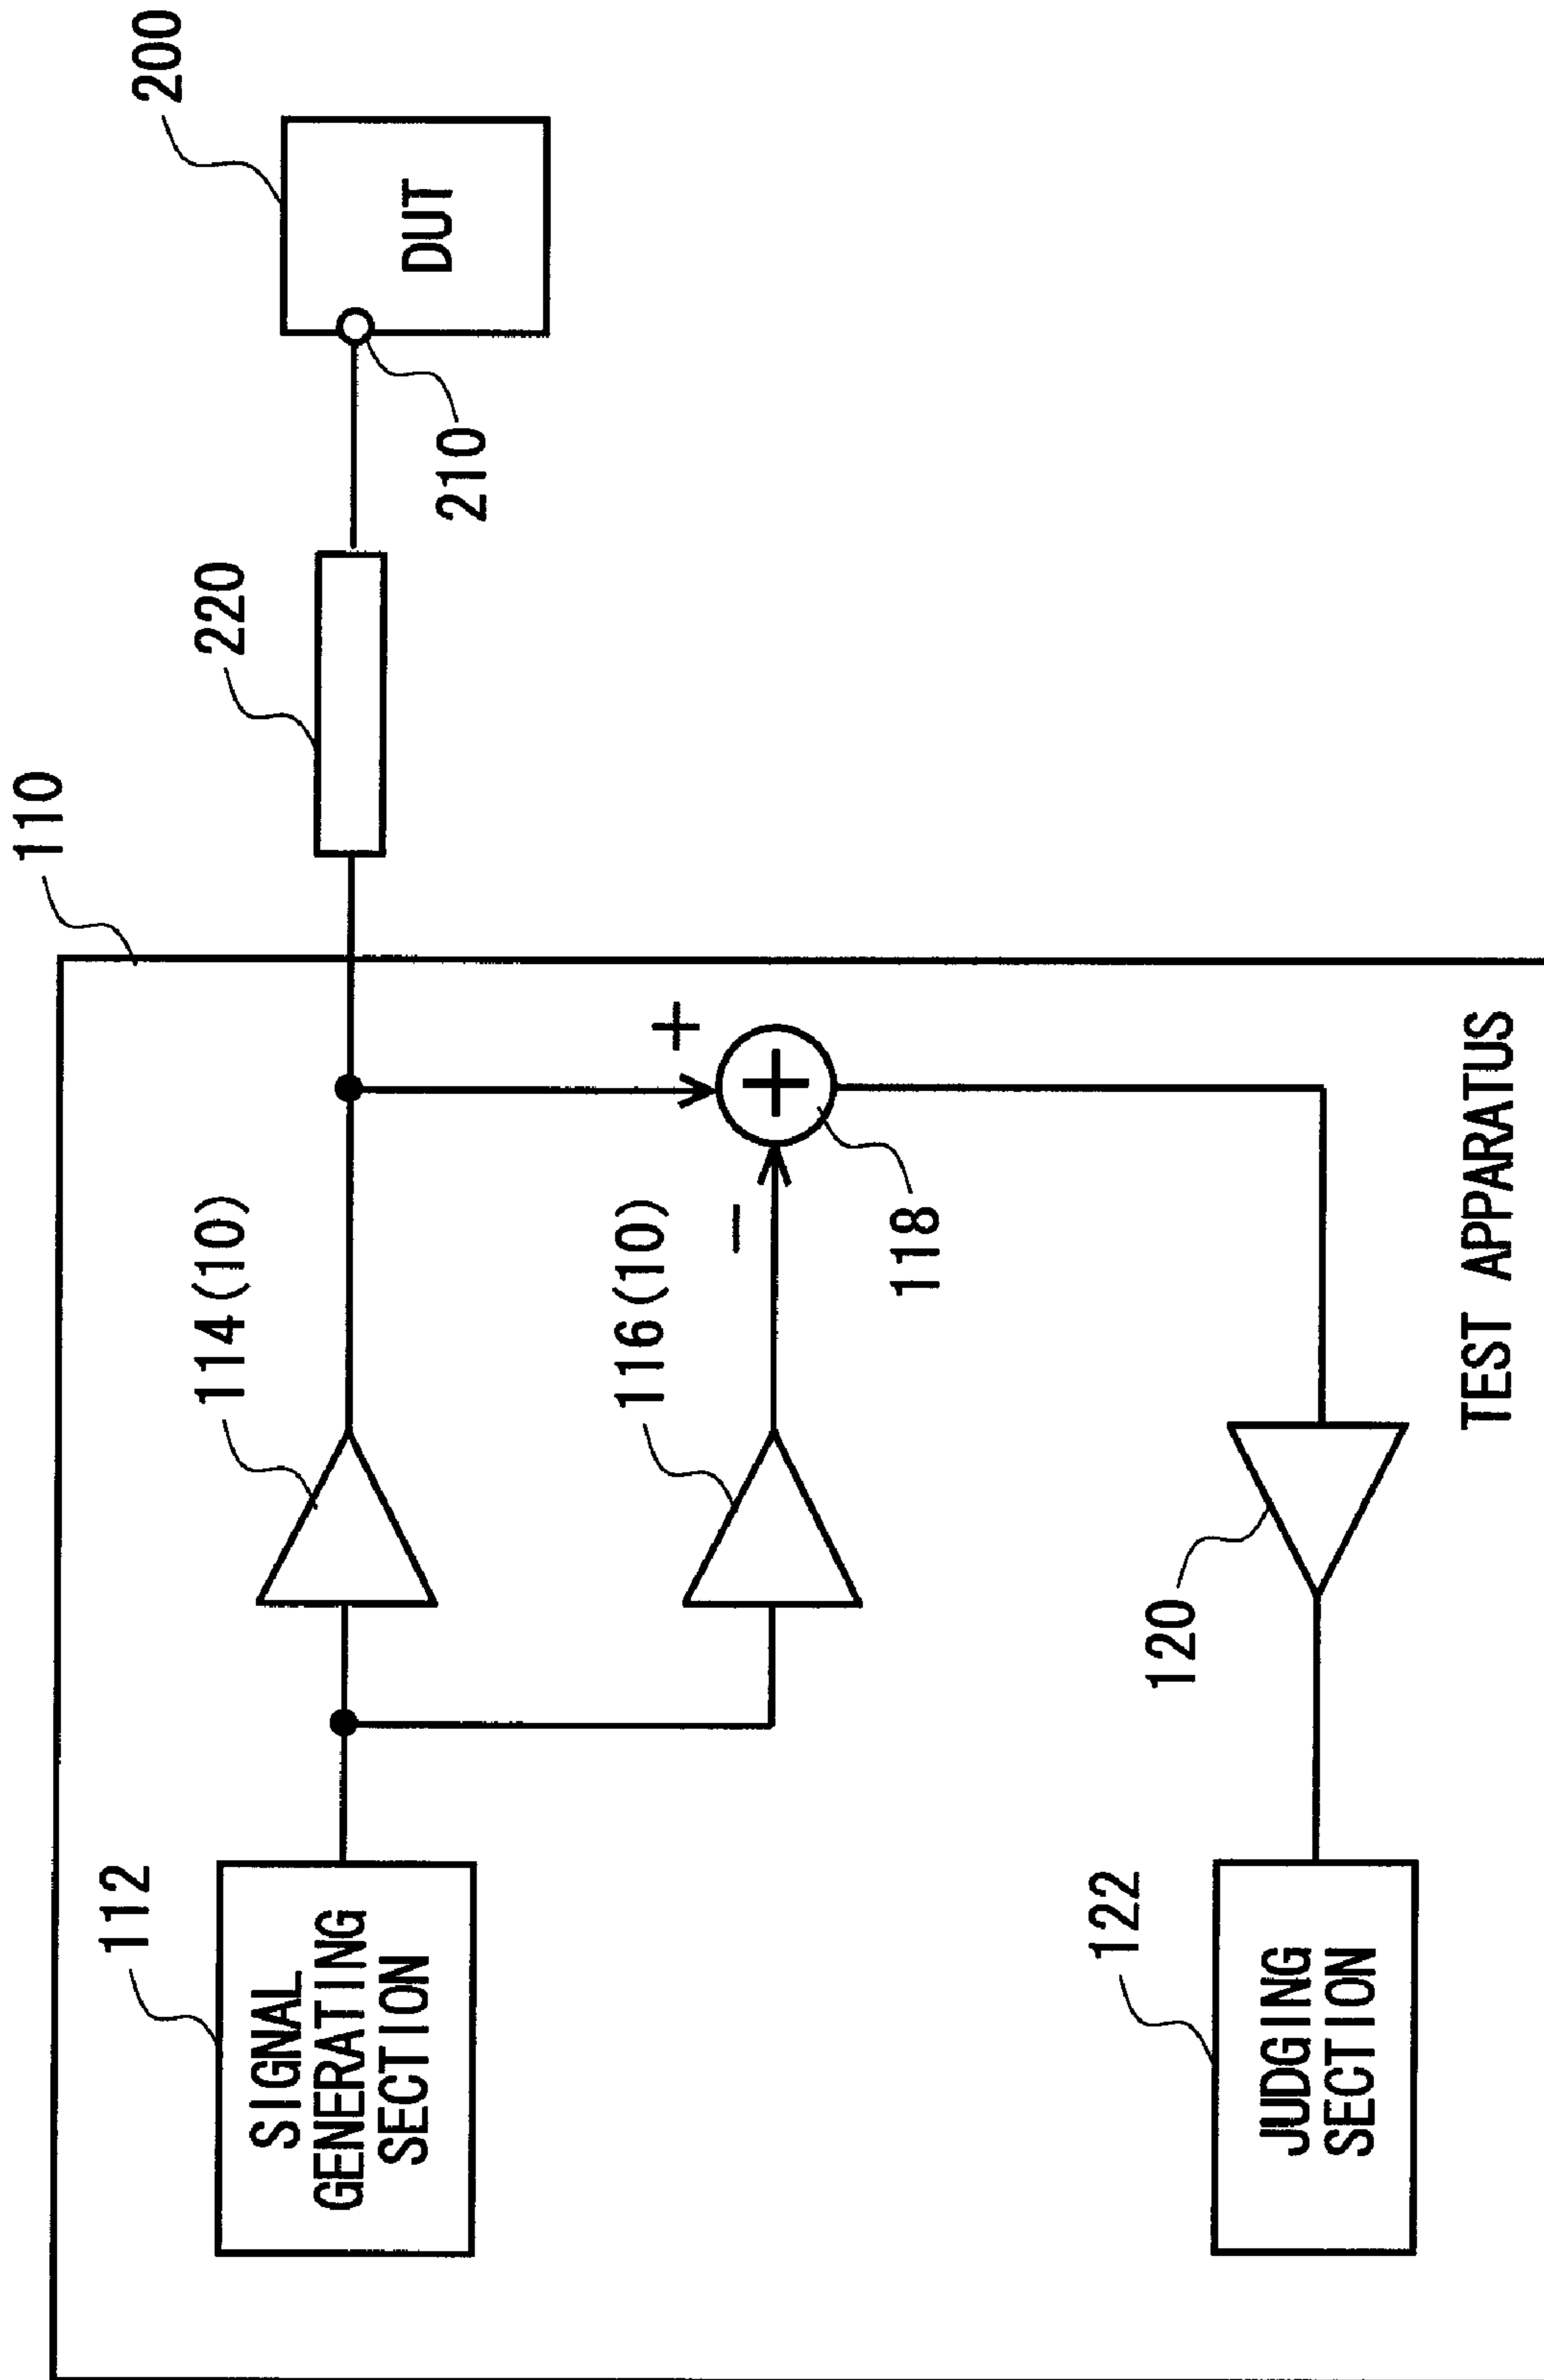 110
200
220
210
DUT
112
SIGNAL
GENERATING
SECTION
114(10)
116(10)
+
−
+
118
120
122
JUDGING
SECTION
TEST APPARATUS